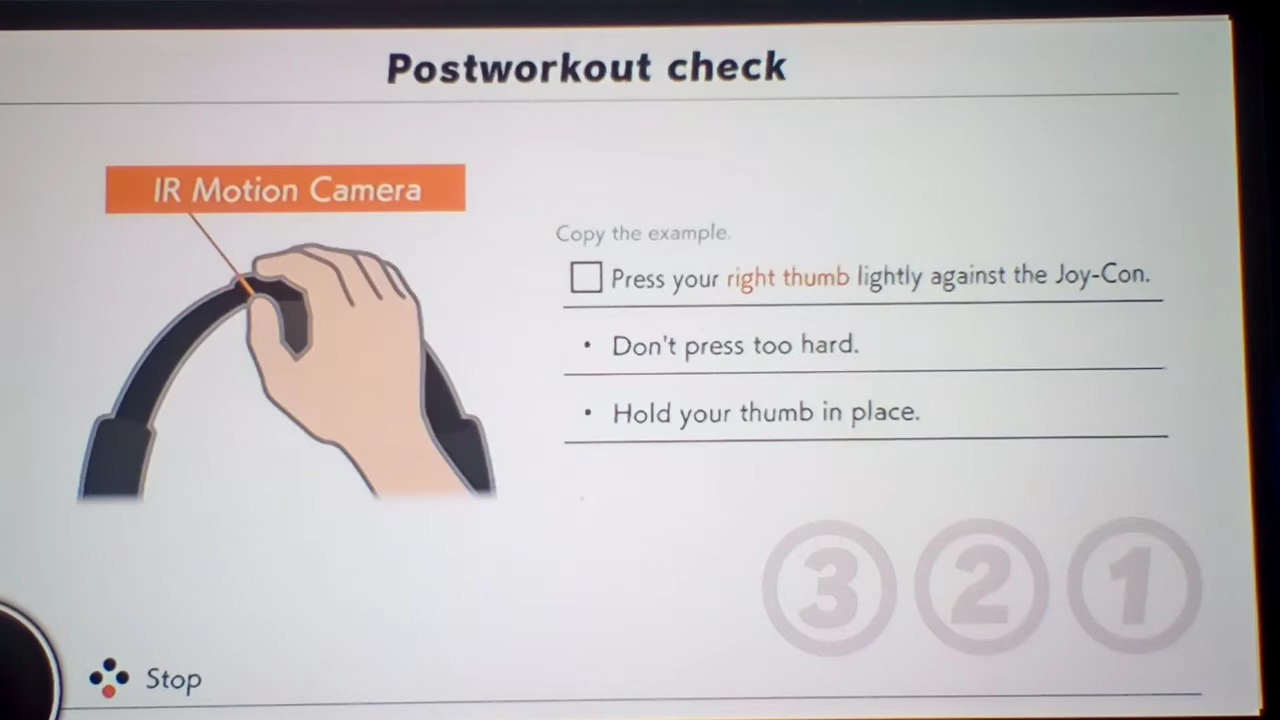 Postworkout check
IR Motion Camera
Copy the example.
Press your right thumb lightly against the Joy-Con.
• Don't press too hard.
• Hold your thumb in place.
3 2 1
Stop